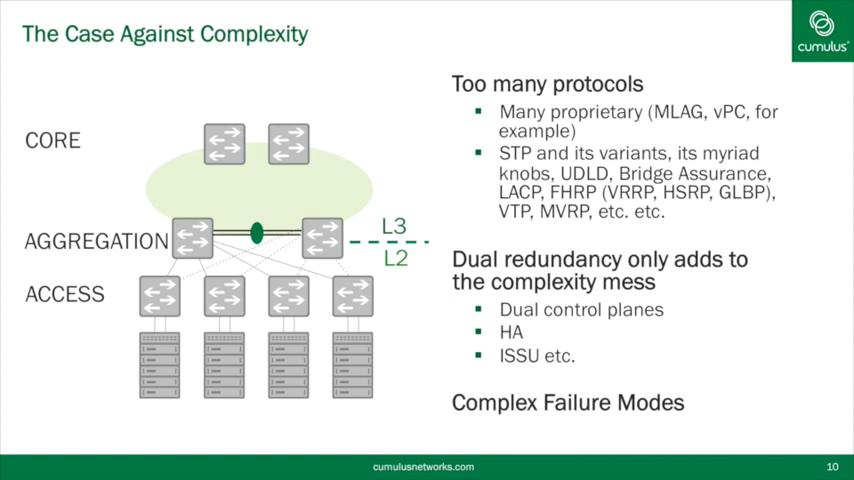 The Case Against Complexity
cumulus
CORE
AGGREGATION
ACCESS
L3
L2
Too many protocols
▪ Many proprietary (MLAG, vPC, for
example)
▪ STP and its variants, its myriad
knobs, UDLD, Bridge Assurance,
LACP, FHRP (VRRP, HSRP, GLBP),
VTP, MVRP, etc. etc.
Dual redundancy only adds to
the complexity mess
▪ Dual control planes
▪ HA
▪ ISSU etc.
Complex Failure Modes
cumulusnetworks.com
10